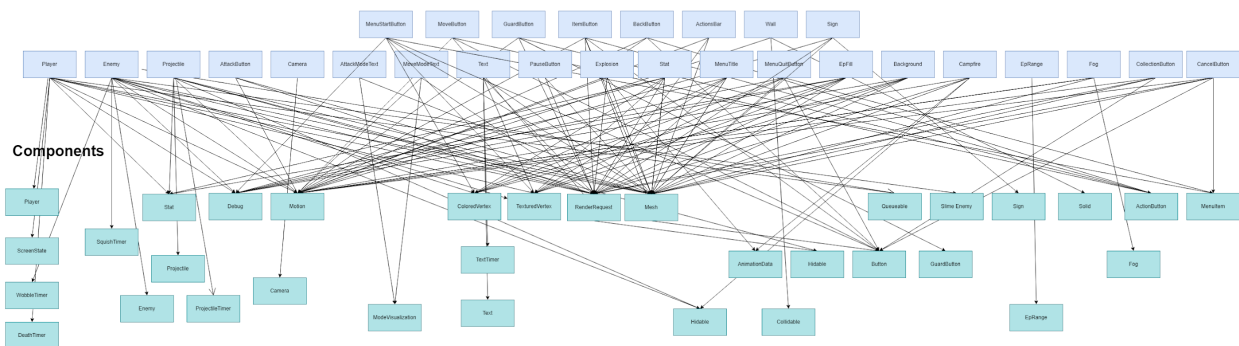 MenuStartButton MoveButton GuardButton ItemButton BackButton ActionsBar Wall Sign
Player Enemy Projectile AttackButton Camera AttackModeText MoveModeText Text PauseButton Explosion Stat MenuTitle MenuQuitButton EpFill Background Campfire EpRange Fog CollectionButton CancelButton
Components
Player Stat Debug Motion ColoredVertex TexturedVertex RenderRequest Mesh Queueable Slime Enemy Sign Solid ActionButton MenuItem
ScreenState SquishTimer Projectile TextTimer AnimationData Hidable Button GuardButton Fog
WobbleTimer Enemy ProjectileTimer Camera ModeVisualization Text Hidable Collidable EpRange
DeathTimer